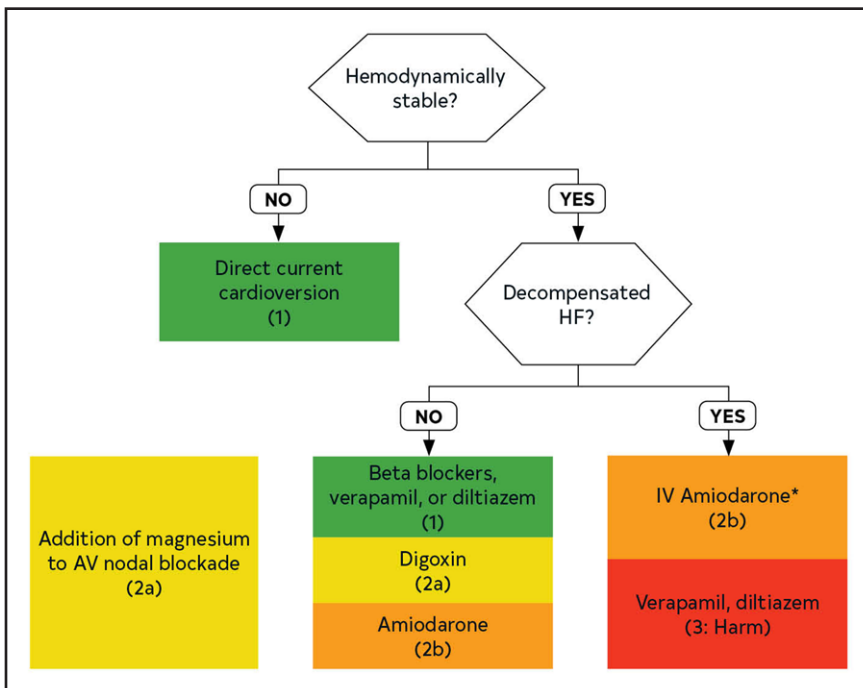 Hemodynamically
stable?
NO
YES
Direct current
cardioversion
(1)
Decompensated
HF?
NO
YES
Addition of magnesium
to AV nodal blockade
(2a)
Beta blockers,
verapamil, or diltiazem
(1)
Digoxin
(2a)
Amiodarone
(2b)
IV Amiodarone*
(2b)
Verapamil, diltiazem
(3: Harm)